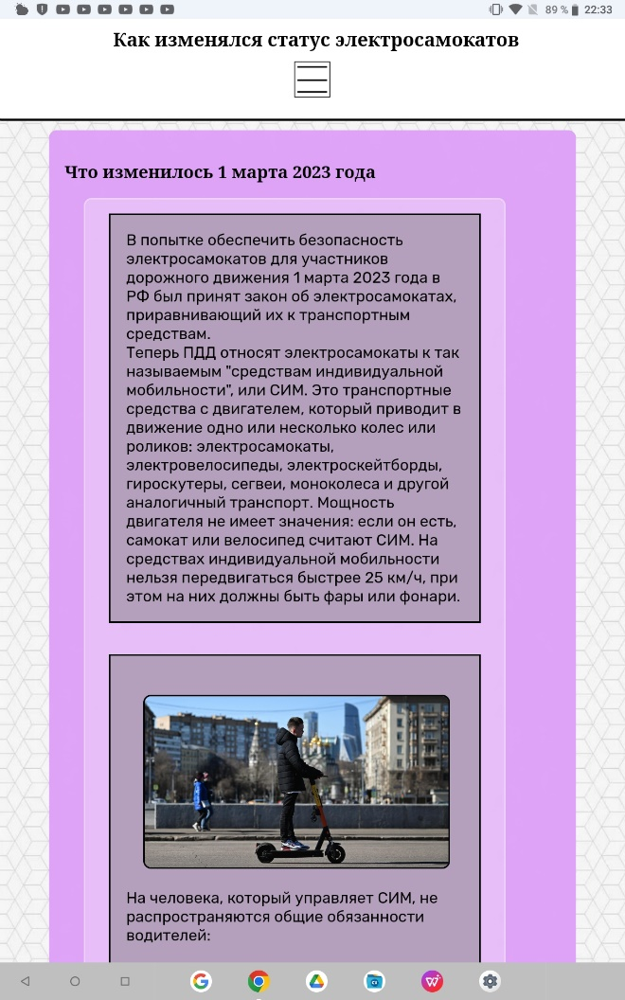 89 % 22:33
Как изменялся статус электросамокатов
Что изменилось 1 марта 2023 года
В попытке обеспечить безопасность
электросамокатов для участников
дорожного движения 1 марта 2023 года в
РФ был принят закон об электросамокатах,
приравнивающий их к транспортным
средствам.
Теперь ПДД относят электросамокаты к так
называемым "средствам индивидуальной
мобильности", или СИМ. Это транспортные
средства с двигателем, который приводит в
движение одно или несколько колес или
роликов: электросамокаты,
электровелосипеды, электроскейтборды,
гироскутеры, сегвеи, моноколеса и другой
аналогичный транспорт. Мощность
двигателя не имеет значения: если он есть,
самокат или велосипед считают СИМ. На
средствах индивидуальной мобильности
нельзя передвигаться быстрее 25 км/ч, при
этом на них должны быть фары или фонари.
На человека, который управляет СИМ, не
распространяются общие обязанности
водителей: